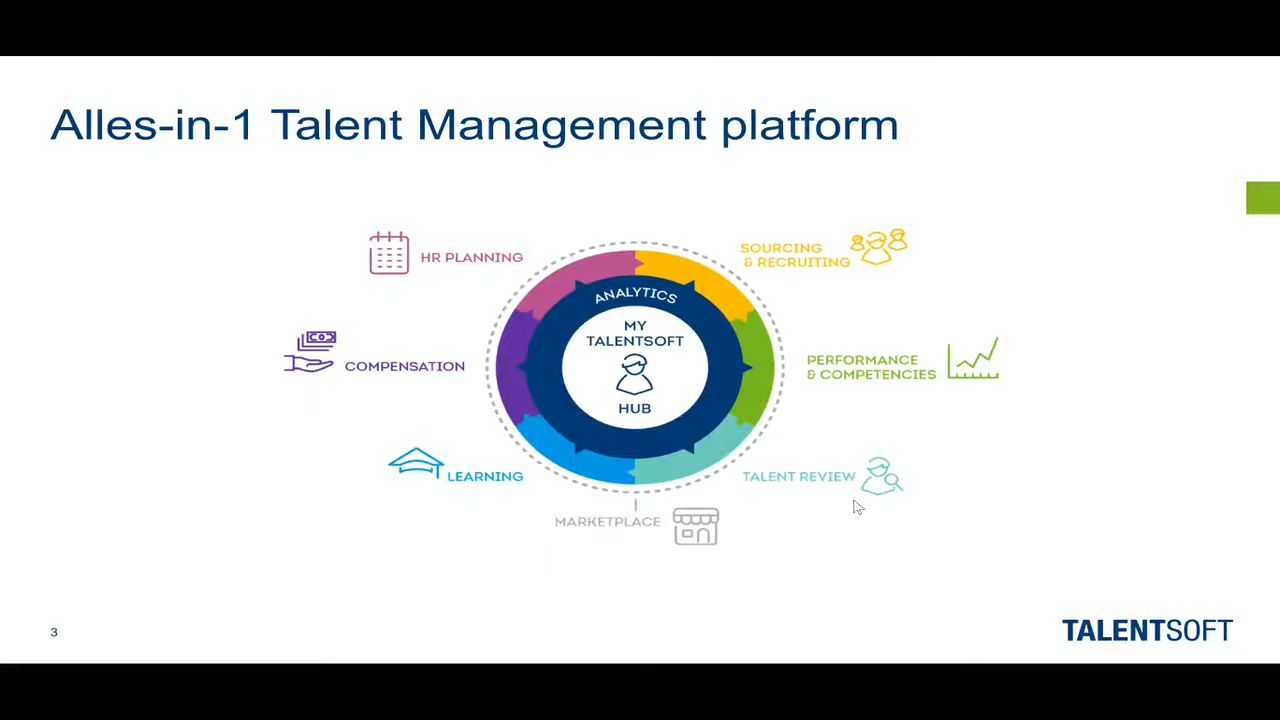 Alles-in-1 Talent Management platform
HR PLANNING
SOURCING
& RECRUITING
ANALYTICS
MY
TALENTSOFT
HUB
COMPENSATION
PERFORMANCE
& COMPETENCIES
LEARNING
TALENT REVIEW
MARKETPLACE
3
TALENTSOFT